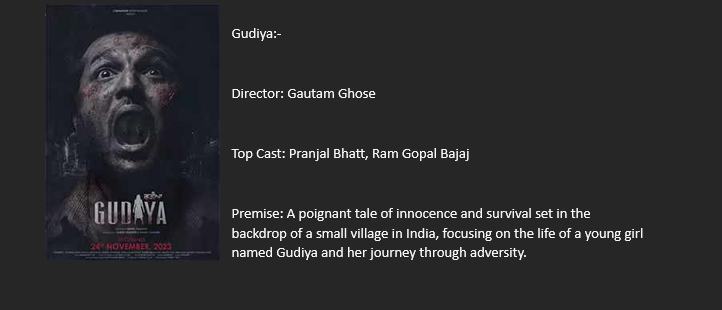 Gudiya:-
Director: Gautam Ghose
Top Cast: Pranjal Bhatt, Ram Gopal Bajaj
Premise: A poignant tale of innocence and survival set in the
backdrop of a small village in India, focusing on the life of a young girl
named Gudiya and her journey through adversity.
GUDIYA
24TH NOVEMBER, 2023